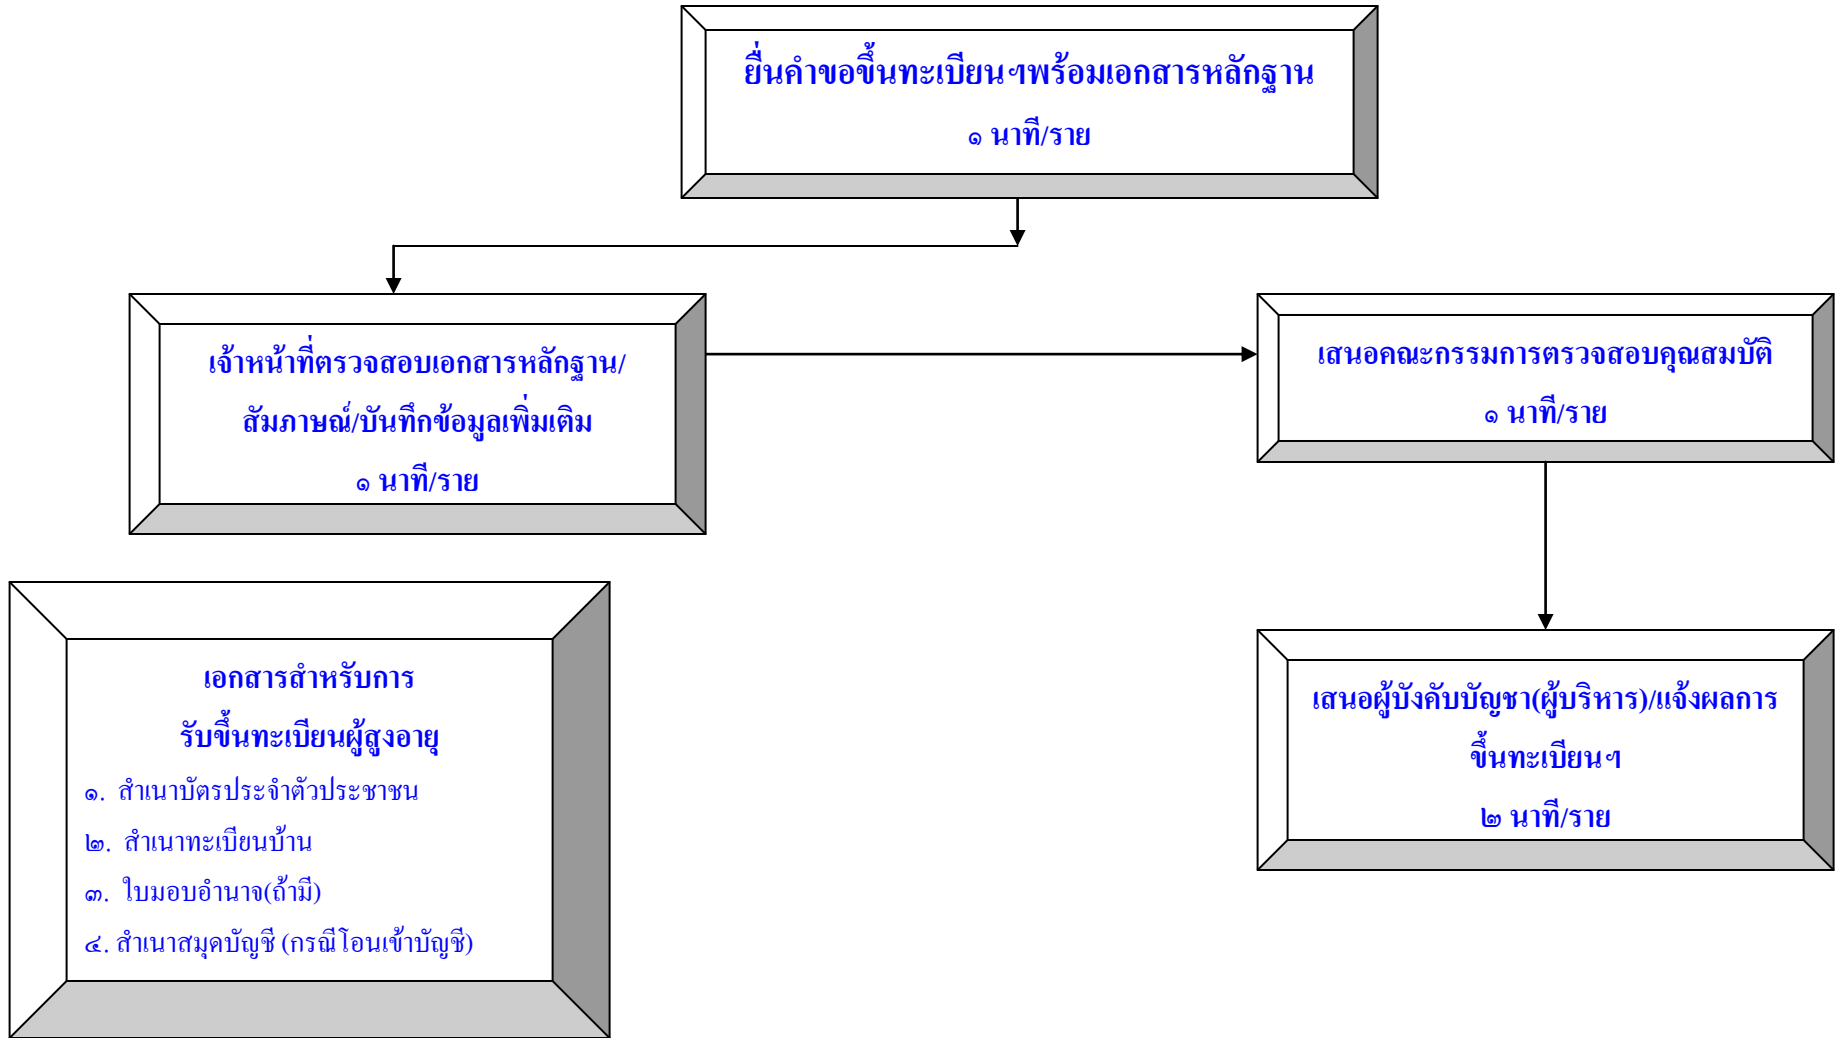 ยื่นคำขอขึ้นทะเบียนฯพร้อมเอกสารหลักฐาน
๑ นาที/ราย
เจ้าหน้าที่ตรวจสอบเอกสารหลักฐาน/
สัมภาษณ์/บันทึกข้อมูลเพิ่มเติม
๑ นาที/ราย
เสนอคณะกรรมการตรวจสอบคุณสมบัติ
๑ นาที/ราย
เอกสารสำหรับการ
รับขึ้นทะเบียนผู้สูงอายุ
๑. สำเนาบัตรประจำตัวประชาชน
๒. สำเนาทะเบียนบ้าน
๓. ใบมอบอำนาจ(ถ้ามี)
๔. สำเนาสมุดบัญชี (กรณีโอนเข้าบัญชี)
เสนอผู้บังคับบัญชา(ผู้บริหาร)/แจ้งผลการ
ขึ้นทะเบียนฯ
๒ นาที/ราย